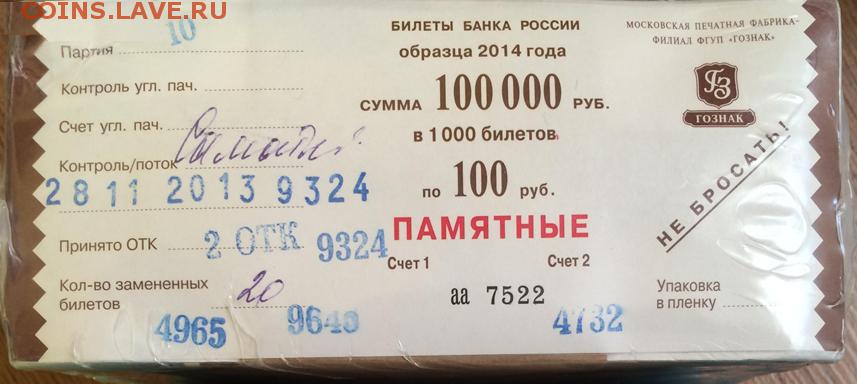 coins.lave.ru
10
Партия
Контроль угл. пач.
Счет угл. пач.
Контроль/поток
28 11 2013 9324
Принято ОТК 2 ОТК 9324
Кол-во замененных
билетов 20
4965 9643 4732
БИЛЕТЫ БАНКА РОССИИ
образца 2014 года
СУММА 100 000 РУБ.
в 1000 билетов
по 100 руб.
ПАМЯТНЫЕ
Счет 1 Счет 2
аа 7522
МОСКОВСКАЯ ПЕЧАТНАЯ ФАБРИКА-
ФИЛИАЛ ФГУП "ГОЗНАК"
ГЗ
ГОЗНАК
НЕ БРОСАТЬ!
Упаковка
в пленку